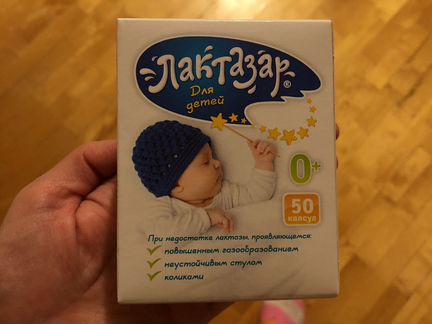 Лактазар®
Для
детей
0+
50
капсул
При недостатке лактазы, проявляющемся:
повышенным газообразованием
неустойчивым стулом
коликами